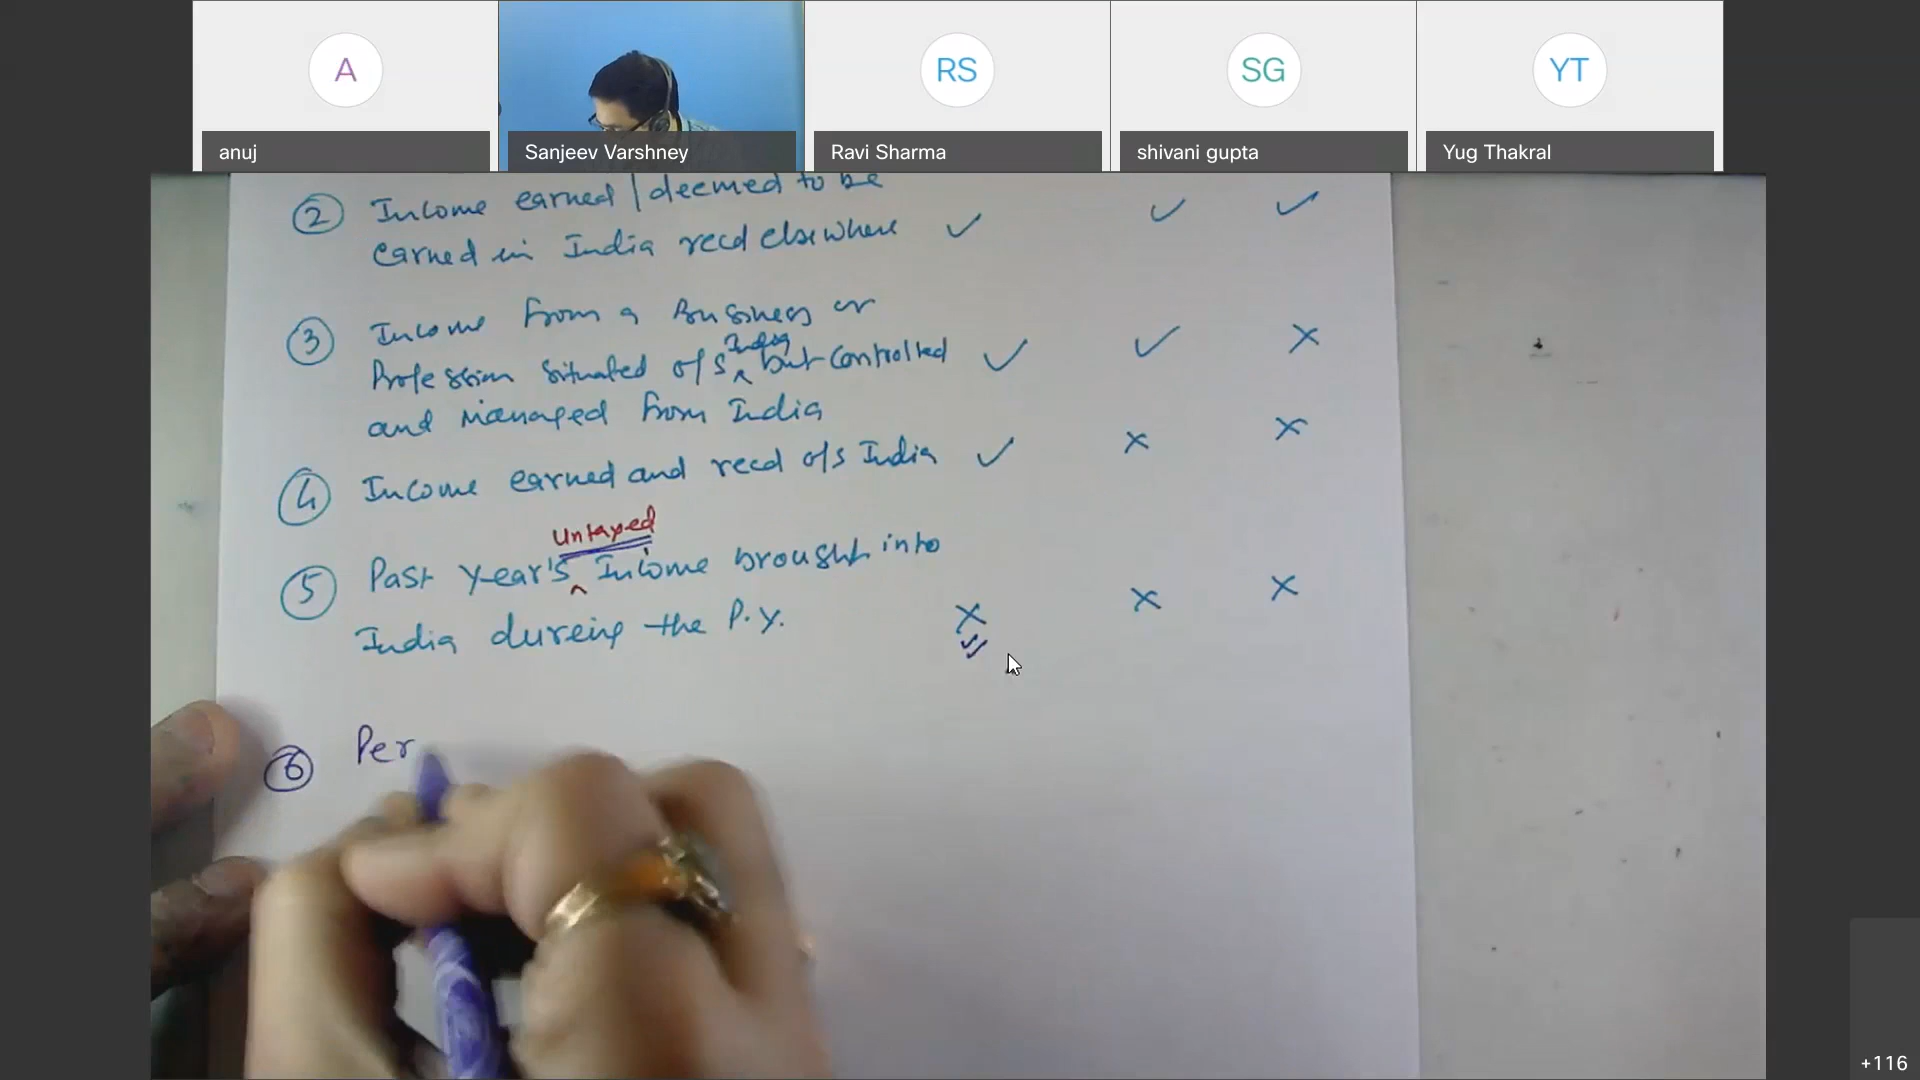 A
RS
SG
YT
anuj
Sanjeev Varshney
Ravi Sharma
shivani gupta
Yug Thakral
2 Income earned / deemed to be
earned in India recd elsewhere ✓ ✓ ✓
3 Income from a Business or
Profession situated o/s ^ India but controlled ✓ ✓ ×
and managed from India
4 Income earned and recd o/s India ✓ × ×
Untaxed
5 Past year's ^ Income brought into
India dureing the P.Y. × × ×
6 Per
+116